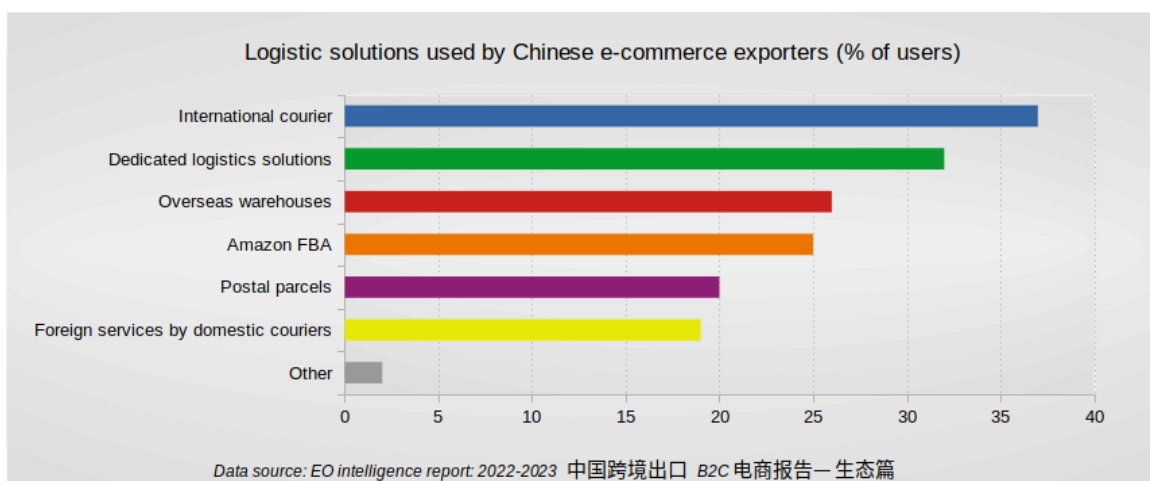 Logistic solutions used by Chinese e-commerce exporters (% of users)
International courier
Dedicated logistics solutions
Overseas warehouses
Amazon FBA
Postal parcels
Foreign services by domestic couriers
Other
0 5 10 15 20 25 30 35 40
Data source: EO intelligence report: 2022-2023 中国跨境出口 B2C 电商报告—生态篇